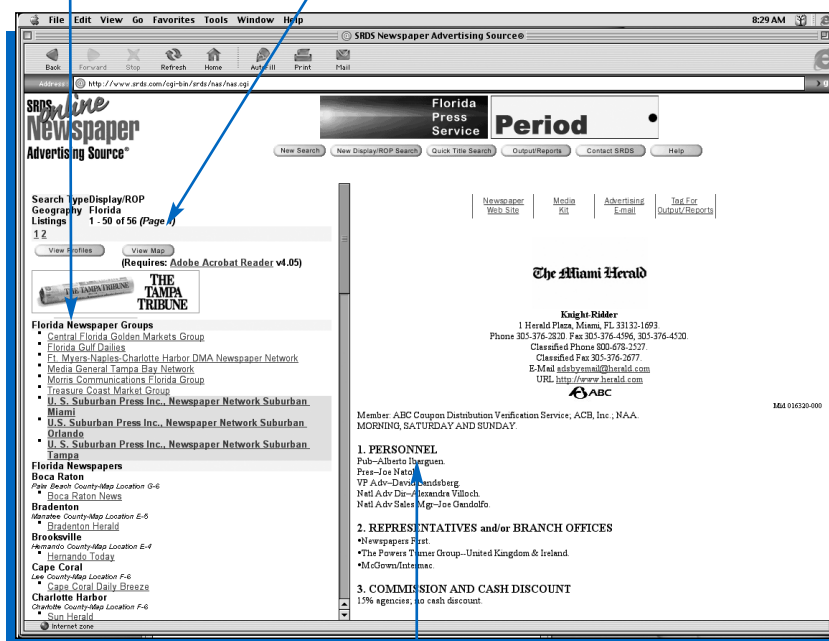 File Edit View Go Favorites Tools Window Help 8:29 AM
SRDS Newspaper Advertising Source®
Back Forward Stop Refresh Home AutoFill Print Mail
Address http://www.srds.com/cgi-bin/srds/nas/nas.cgi
SRDS online
Newspaper
Advertising Source®
Florida
Press
Service
Period
New Search New Display/ROP Search Quick Title Search Output/Reports Contact SRDS Help
Search TypeDisplay/ROP
Geography Florida
Listings 1 - 50 of 56 (Page
1 2
View Profiles View Map
(Requires: Adobe Acrobat Reader v4.05)
THE TAMPA TRIBUNE
THE
TAMPA
TRIBUNE
Florida Newspaper Groups
Central Florida Golden Markets Group
Florida Gulf Dailies
Ft. Myers-Naples-Charlotte Harbor DMA Newspaper Network
Media General Tampa Bay Network
Morris Communications Florida Group
Treasure Coast Market Group
U. S. Suburban Press Inc., Newspaper Network Suburban
Miami
U.S. Suburban Press Inc., Newspaper Network Suburban
Orlando
U. S. Suburban Press Inc., Newspaper Network Suburban
Tampa
Florida Newspapers
Boca Raton
Palm Beach County-Map Location G-6
Boca Raton News
Bradenton
Manatee County-Map Location E-5
Bradenton Herald
Brooksville
Hernando County-Map Location E-4
Hernando Today
Cape Coral
Lee County-Map Location F-6
Cape Coral Daily Breeze
Charlotte Harbor
Charlotte County-Map Location F-6
Sun Herald
Internet zone
Newspaper
Web Site
Media
Kit
Advertising
E-mail
Tag For
Output/Reports
The Miami Herald
Knight-Ridder
1 Herald Plaza, Miami, FL 33132-1693.
Phone 305-376-2820. Fax 305-376-4596, 305-376-4520.
Classified Phone 800-678-2527.
Classified Fax 305-376-2677.
E-Mail adsbyemail@herald.com
URL http://www.herald.com
ABC
Mid 016320-000
Member: ABC Coupon Distribution Verification Service; ACB, Inc.; NAA.
MORNING, SATURDAY AND SUNDAY.
1. PERSONNEL
Pub--Alberto Ibarguen.
Pres--Joe Natoli.
VP Adv--David Landsberg.
Natl Adv Dir--Alexandra Villoch.
Natl Adv Sales Mgr--Joe Gandolfo.
2. REPRESENTATIVES and/or BRANCH OFFICES
•Newspapers First.
•The Powers Turner Group--United Kingdom & Ireland.
•McGown/Intermac.
3. COMMISSION AND CASH DISCOUNT
15% agencies; no cash discount.